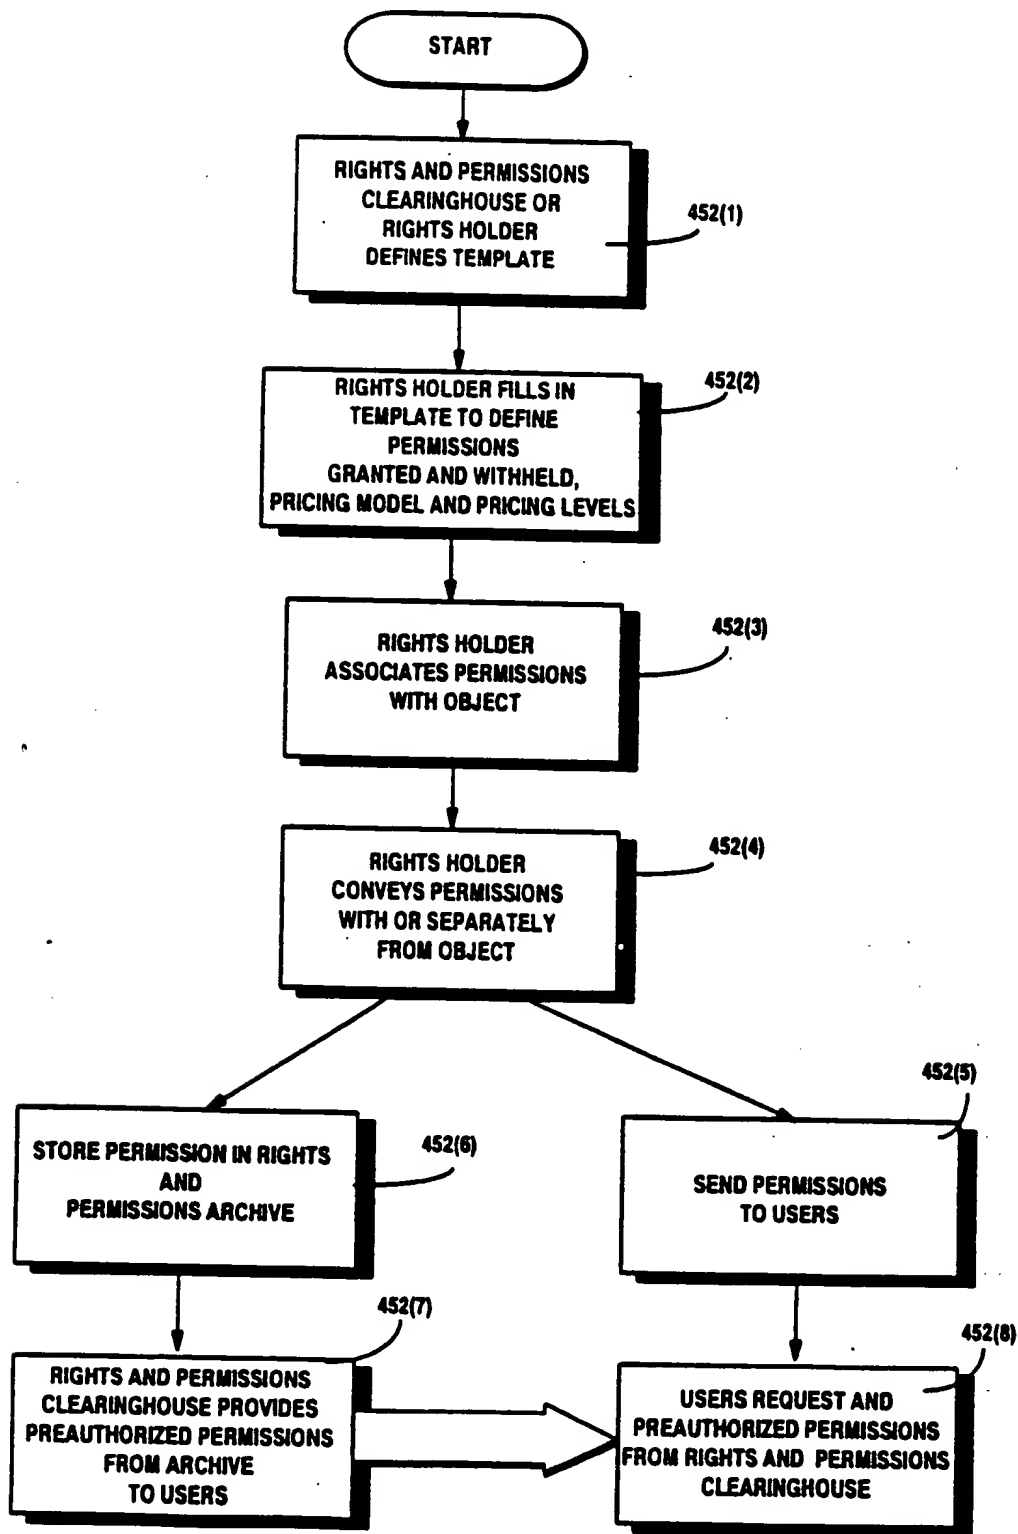 START
RIGHTS AND PERMISSIONS
CLEARINGHOUSE OR
RIGHTS HOLDER
DEFINES TEMPLATE
452(1)
RIGHTS HOLDER FILLS IN
TEMPLATE TO DEFINE
PERMISSIONS
GRANTED AND WITHHELD,
PRICING MODEL AND PRICING LEVELS
452(2)
RIGHTS HOLDER
ASSOCIATES PERMISSIONS
WITH OBJECT
452(3)
RIGHTS HOLDER
CONVEYS PERMISSIONS
WITH OR SEPARATELY
FROM OBJECT
452(4)
STORE PERMISSION IN RIGHTS
AND
PERMISSIONS ARCHIVE
452(6)
SEND PERMISSIONS
TO USERS
452(5)
RIGHTS AND PERMISSIONS
CLEARINGHOUSE PROVIDES
PREAUTHORIZED PERMISSIONS
FROM ARCHIVE
TO USERS
452(7)
USERS REQUEST AND
PREAUTHORIZED PERMISSIONS
FROM RIGHTS AND PERMISSIONS
CLEARINGHOUSE
452(8)